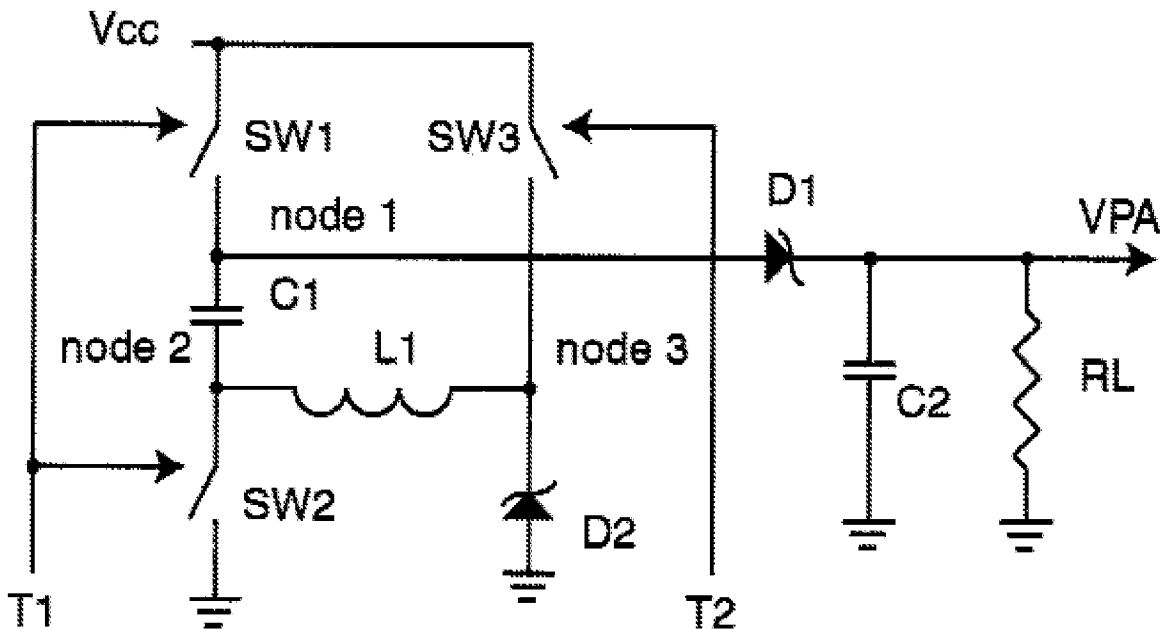 Vcc
SW1
SW3
D1
VPA
node 1
C1
node 2
L1
node 3
C2
RL
SW2
D2
T1
T2